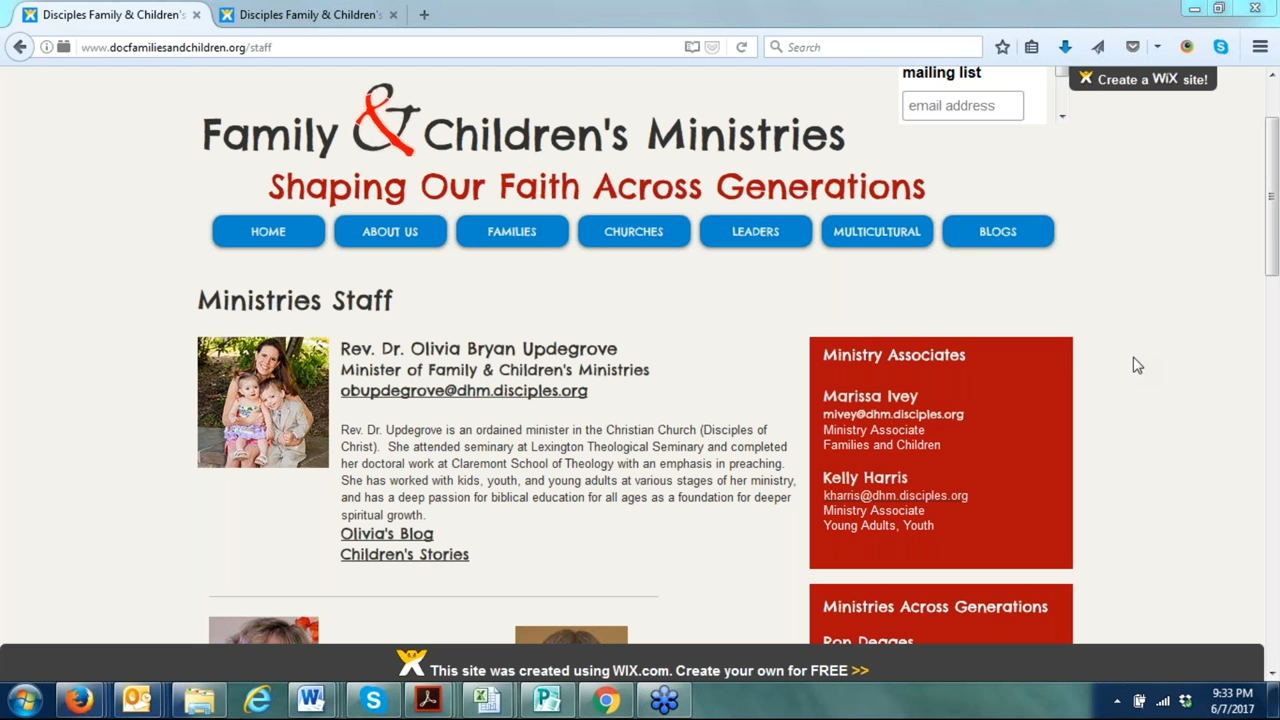 Disciples Family & Children's
Disciples Family & Children's
www.docfamiliesandchildren.org/staff
Search
mailing list
email address
Create a WiX site!
Family & Children's Ministries
Shaping Our Faith Across Generations
HOME
ABOUT US
FAMILIES
CHURCHES
LEADERS
MULTICULTURAL
BLOGS
Ministries Staff
Rev. Dr. Olivia Bryan Updegrove
Minister of Family & Children's Ministries
obupdegrove@dhm.disciples.org
Rev. Dr. Updegrove is an ordained minister in the Christian Church (Disciples of
Christ). She attended seminary at Lexington Theological Seminary and completed
her doctoral work at Claremont School of Theology with an emphasis in preaching.
She has worked with kids, youth, and young adults at various stages of her ministry,
and has a deep passion for biblical education for all ages as a foundation for deeper
spiritual growth.
Olivia's Blog
Children's Stories
Ministry Associates
Marissa Ivey
mivey@dhm.disciples.org
Ministry Associate
Families and Children
Kelly Harris
kharris@dhm.disciples.org
Ministry Associate
Young Adults, Youth
Ministries Across Generations
Ron Degges
This site was created using WIX.com. Create your own for FREE >>
9:33 PM
6/7/2017